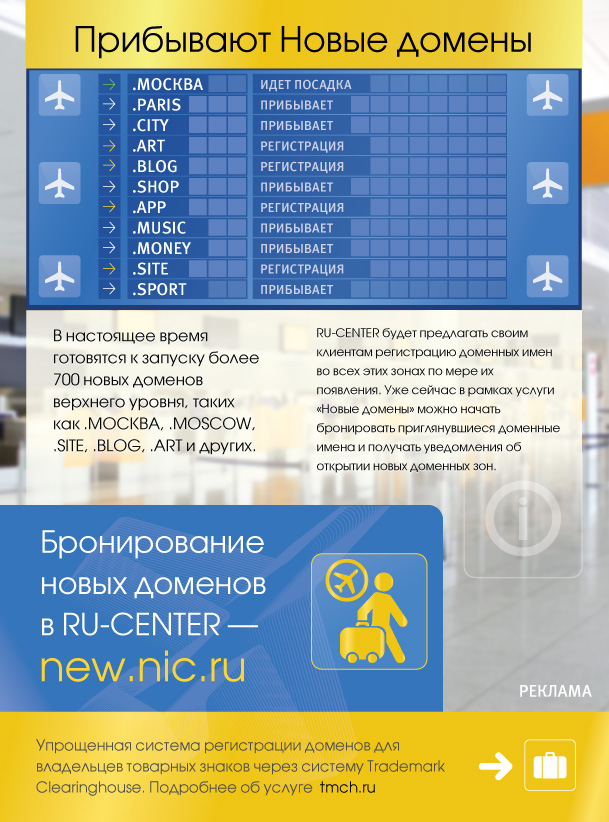 Прибывают Новые домены
.МОСКВА ИДЕТ ПОСАДКА
.PARIS ПРИБЫВАЕТ
.CITY ПРИБЫВАЕТ
.ART РЕГИСТРАЦИЯ
.BLOG РЕГИСТРАЦИЯ
.SHOP ПРИБЫВАЕТ
.APP РЕГИСТРАЦИЯ
.MUSIC ПРИБЫВАЕТ
.MONEY ПРИБЫВАЕТ
.SITE РЕГИСТРАЦИЯ
.SPORT ПРИБЫВАЕТ
В настоящее время
готовятся к запуску более
700 новых доменов
верхнего уровня, таких
как .МОСКВА, .MOSCOW,
.SITE, .BLOG, .ART и других.
RU-CENTER будет предлагать своим
клиентам регистрацию доменных имен
во всех этих зонах по мере их
появления. Уже сейчас в рамках услуги
«Новые домены» можно начать
бронировать приглянувшиеся доменные
имена и получать уведомления об
открытии новых доменных зон.
i
Бронирование
новых доменов
в RU-CENTER —
new.nic.ru
РЕКЛАМА
Упрощенная система регистрации доменов для
владельцев товарных знаков через систему Trademark
Clearinghouse. Подробнее об услуге tmch.ru